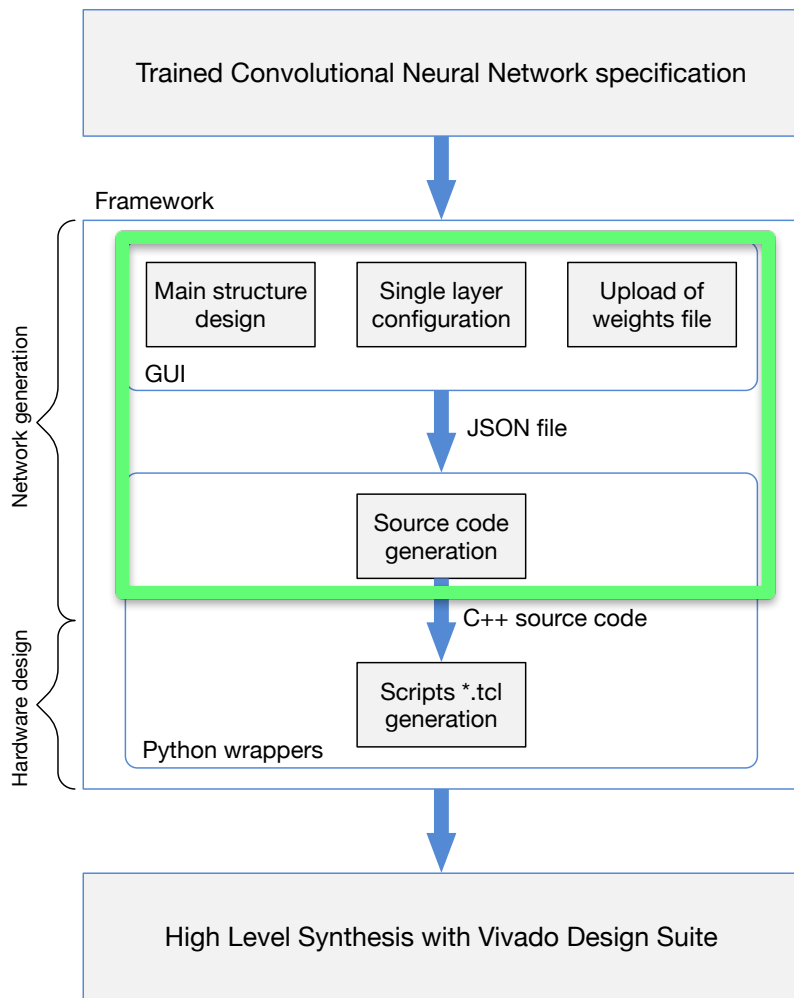 Trained Convolutional Neural Network specification
Framework
Network generation
Main structure
design
Single layer
configuration
Upload of
weights file
GUI
JSON file
Source code
generation
C++ source code
Hardware design
Scripts *.tcl
generation
Python wrappers
High Level Synthesis with Vivado Design Suite